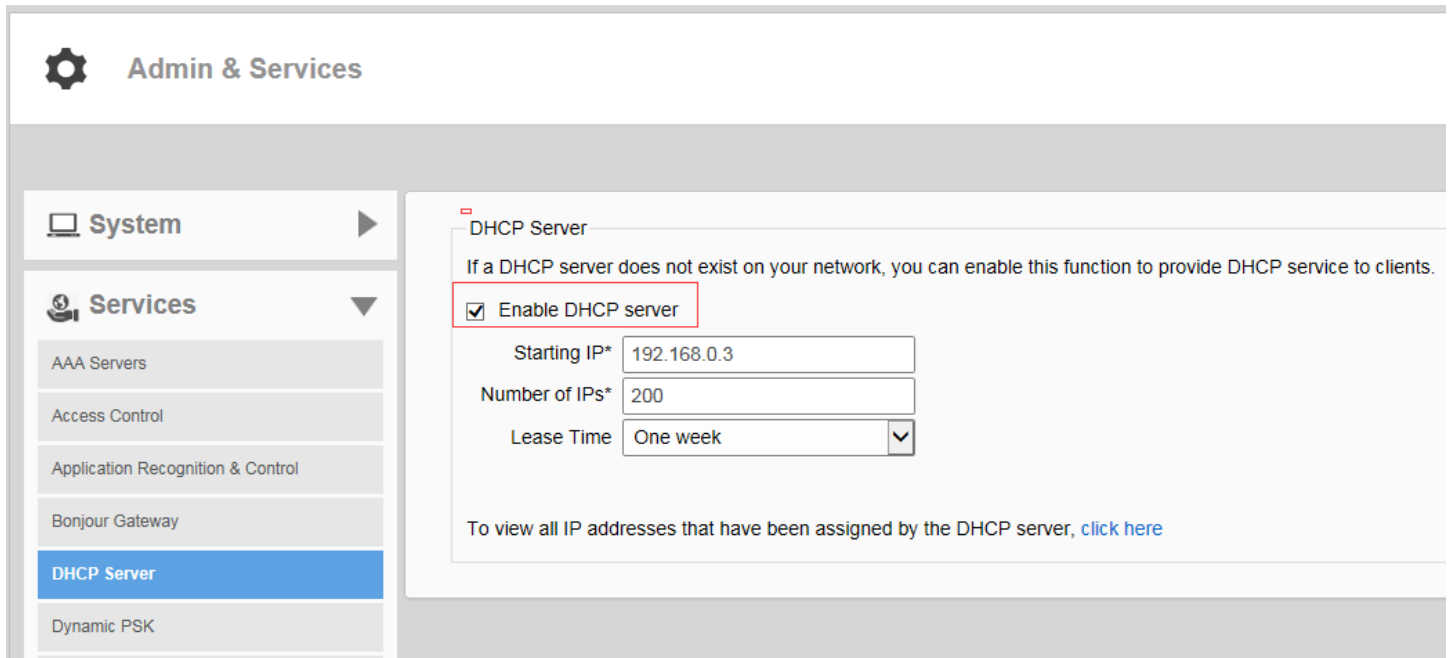 Admin & Services
System
Services
AAA Servers
Access Control
Application Recognition & Control
Bonjour Gateway
DHCP Server
Dynamic PSK
DHCP Server
If a DHCP server does not exist on your network, you can enable this function to provide DHCP service to clients.
Enable DHCP server
Starting IP* 192.168.0.3
Number of IPs* 200
Lease Time One week
To view all IP addresses that have been assigned by the DHCP server, click here